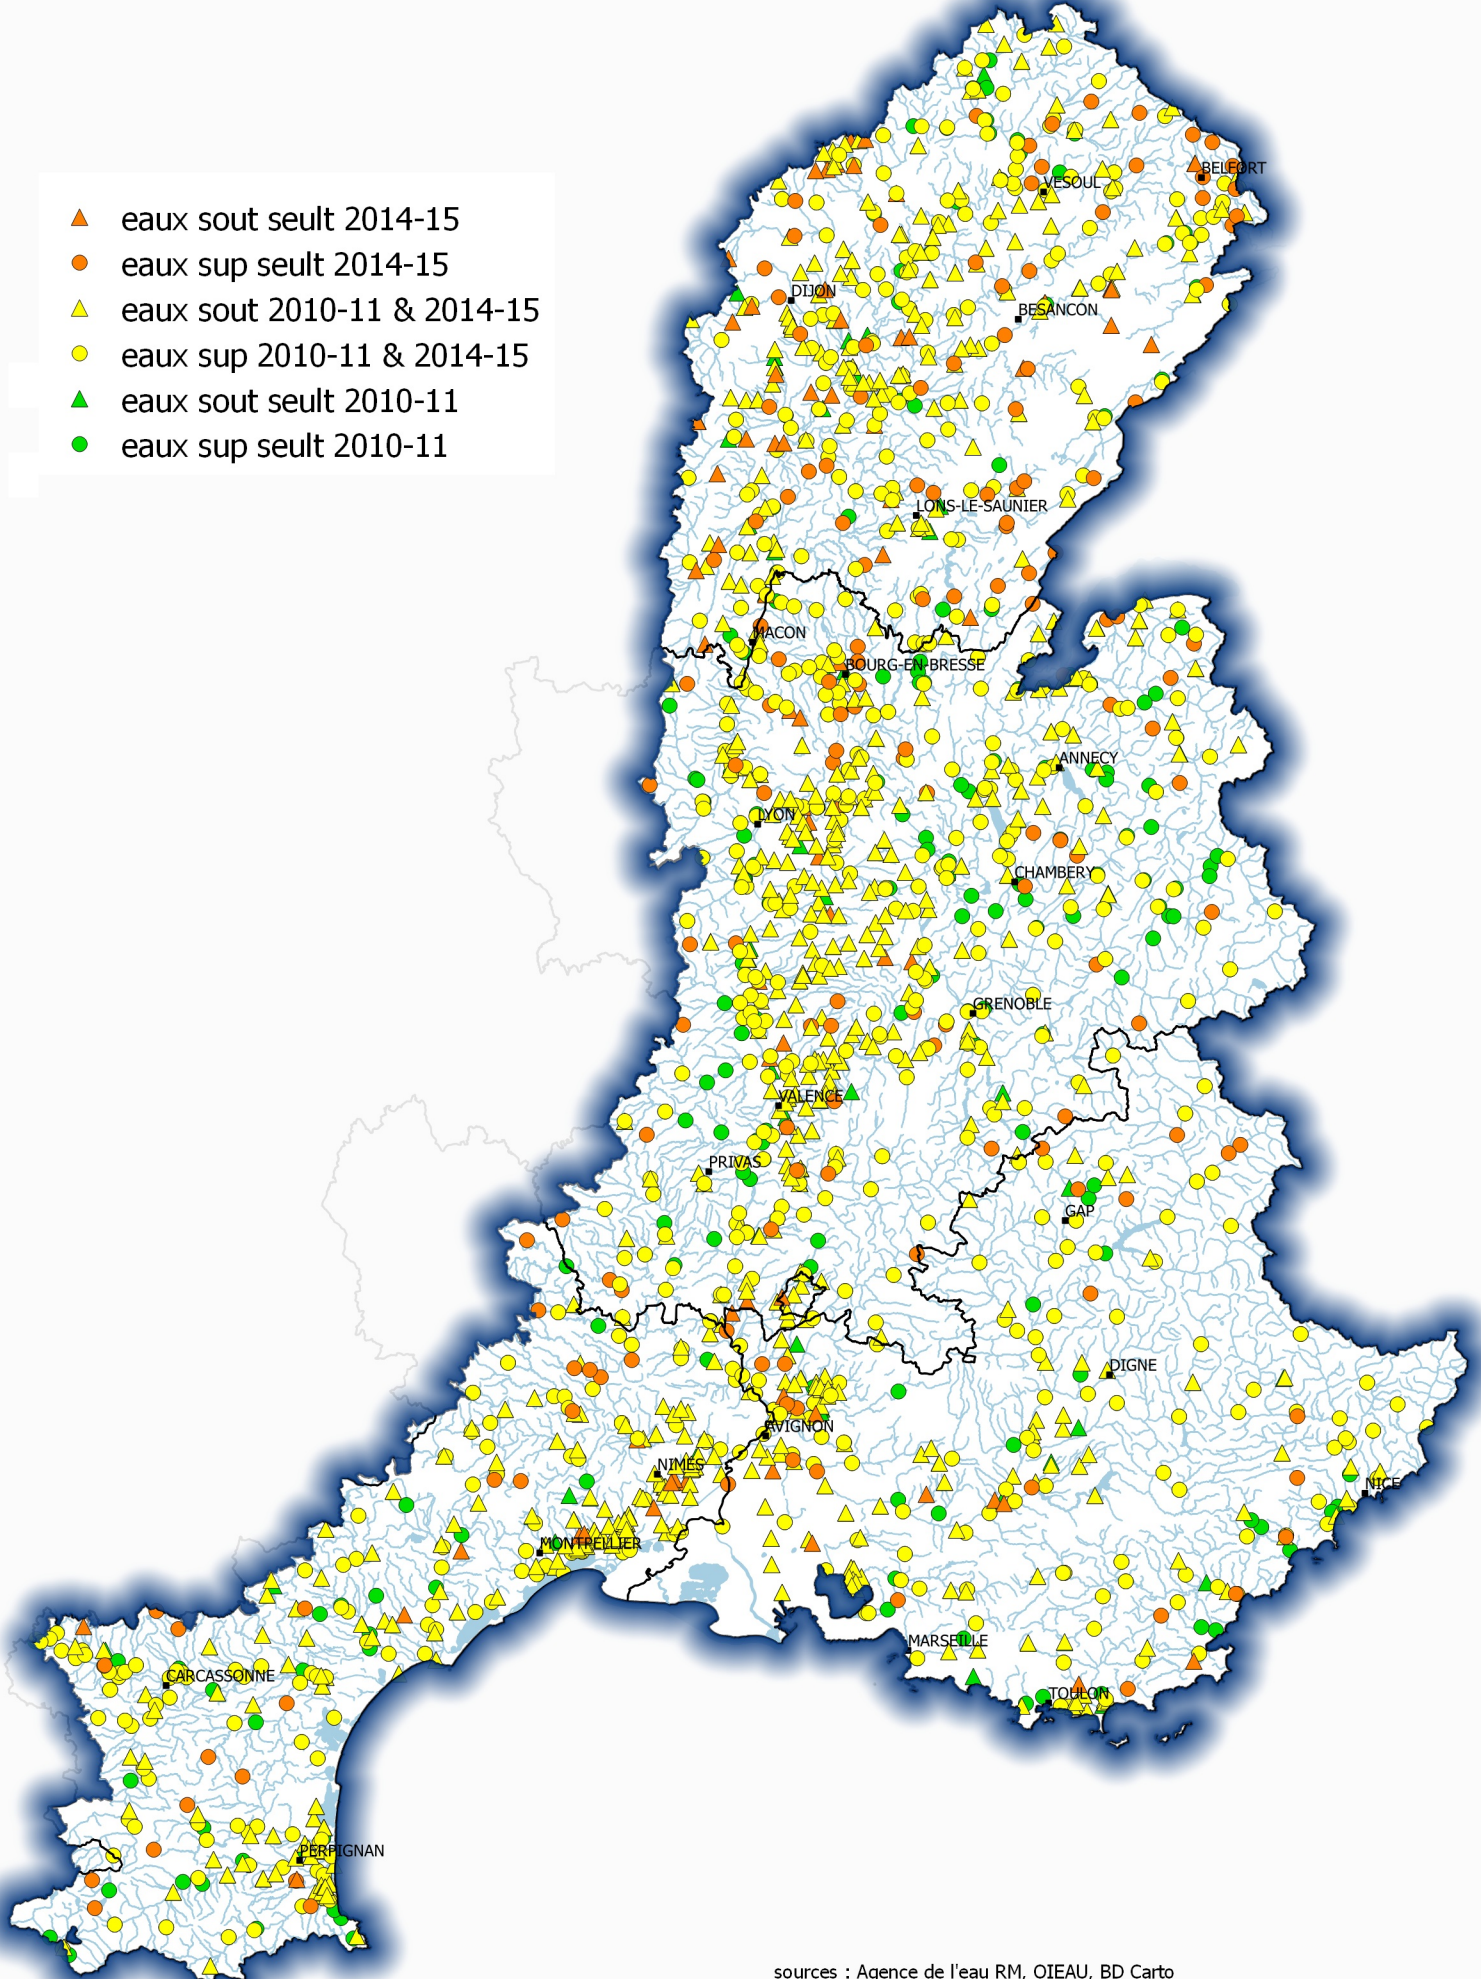 eaux sout seult 2014-15
eaux sup seult 2014-15
eaux sout 2010-11 & 2014-15
eaux sup 2010-11 & 2014-15
eaux sout seult 2010-11
eaux sup seult 2010-11
BELFORT
VESOUL
DIJON
BESANCON
LONS-LE-SAUNIER
MACON
BOURG-EN-BRESSE
ANNECY
LYON
CHAMBERY
GRENOBLE
VALENCE
PRIVAS
GAP
DIGNE
AVIGNON
NIMES
NICE
MONTPELLIER
MARSEILLE
CARCASSONNE
TOULON
PERPIGNAN
sources : Agence de l'eau RM, OIEAU, BD Carto